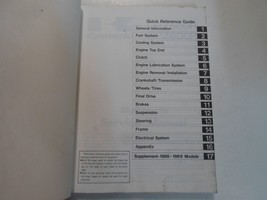 Quick Reference Guide
General Information 1
Fuel System 2
Cooling System 3
Engine Top End 4
Clutch 5
Engine Lubrication System 6
Engine Removal/Installation 7
Crankshaft/Transmission 8
Wheels/Tires 9
Final Drive 10
Brakes 11
Suspension 12
Steering 13
Frame 14
Electrical System 15
Appendix 16
Supplement-1986-1989 Models 17